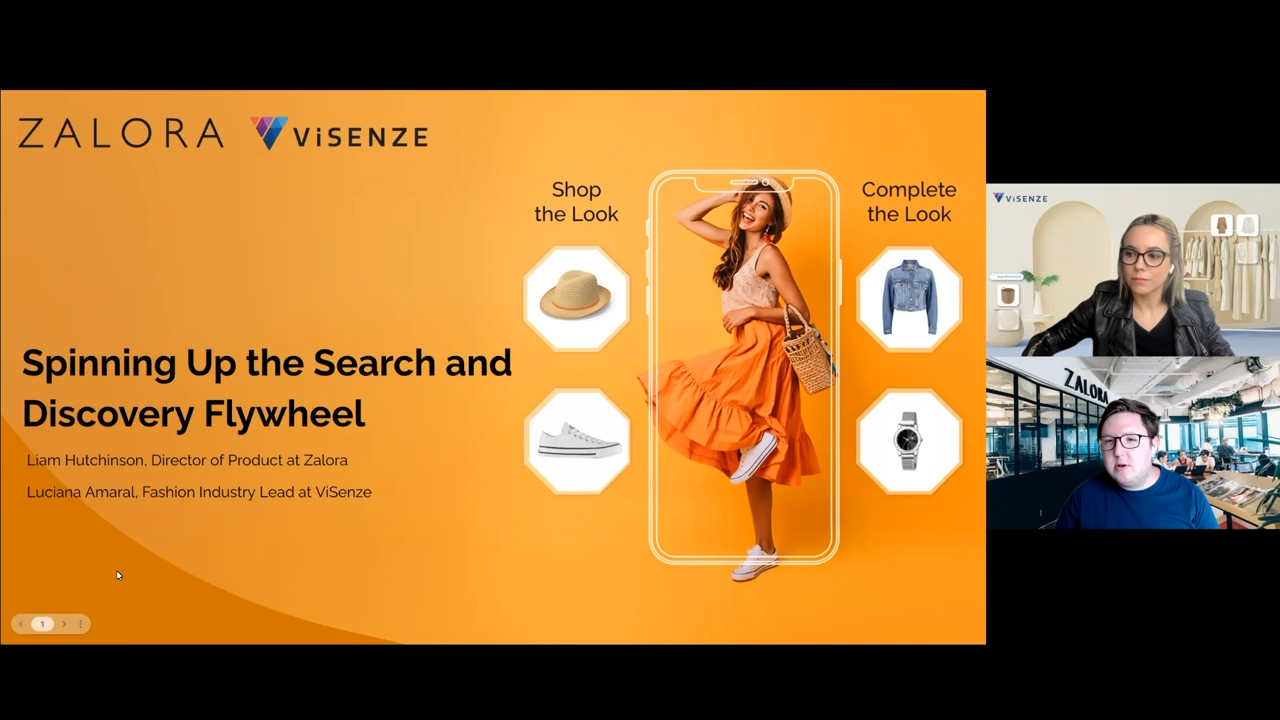 ZALORA ViSENZE
Shop
the Look
Complete
the Look
Spinning Up the Search and
Discovery Flywheel
Liam Hutchinson, Director of Product at Zalora
Luciana Amaral, Fashion Industry Lead at ViSenze
1
ViSENZE
ZALORA